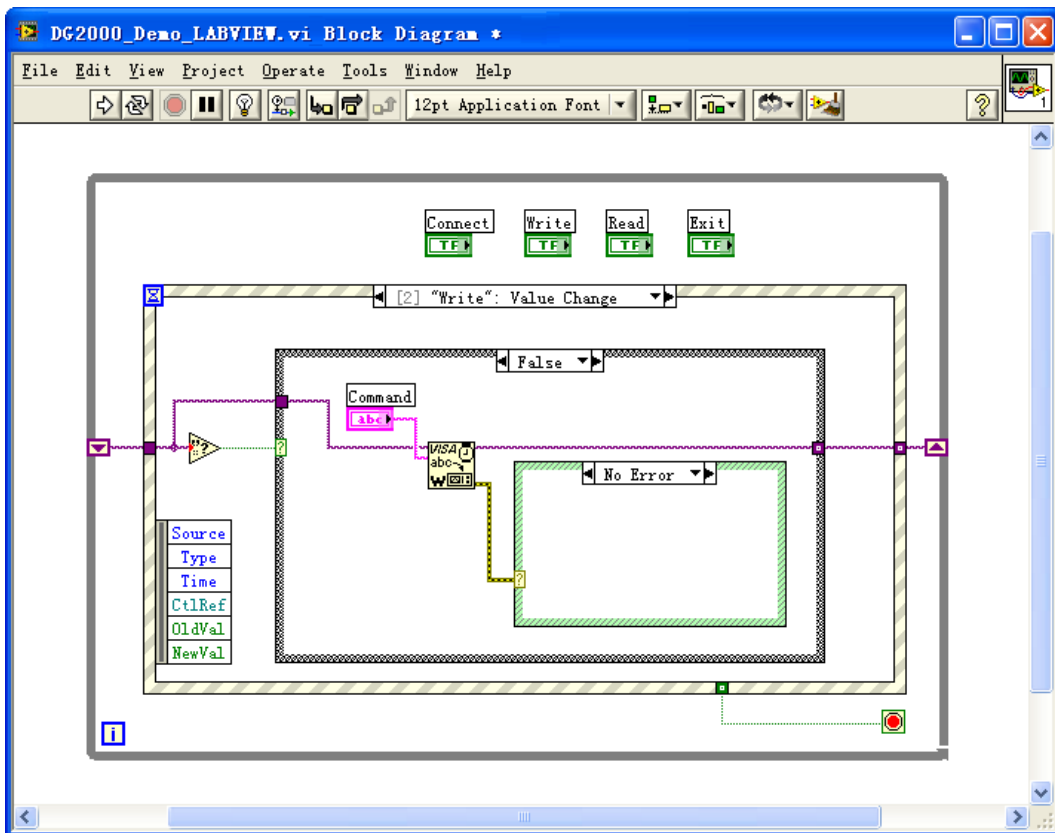 DG2000_Demo_LABVIEW.vi Block Diagram *
File Edit View Project Operate Tools Window Help
12pt Application Font
?
1
Connect Write Read Exit
TF TF TF TF
[2] "Write": Value Change
False
Command
abc
?
?
VISA
abc
W
No Error
?
Source
Type
Time
CtlRef
OldVal
NewVal
i